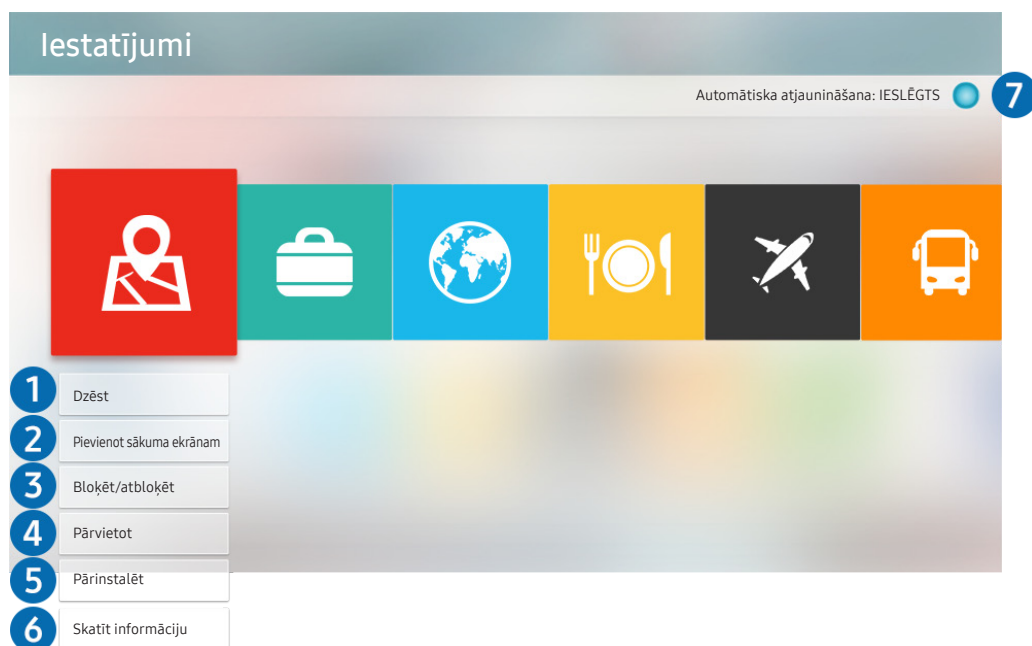 Iestatījumi
Automātiska atjaunināšana: IESLĒGTS
7
1 Dzēst
2 Pievienot sākuma ekrānam
3 Bloķēt/atbloķēt
4 Pārvietot
5 Pārinstalēt
6 Skatīt informāciju